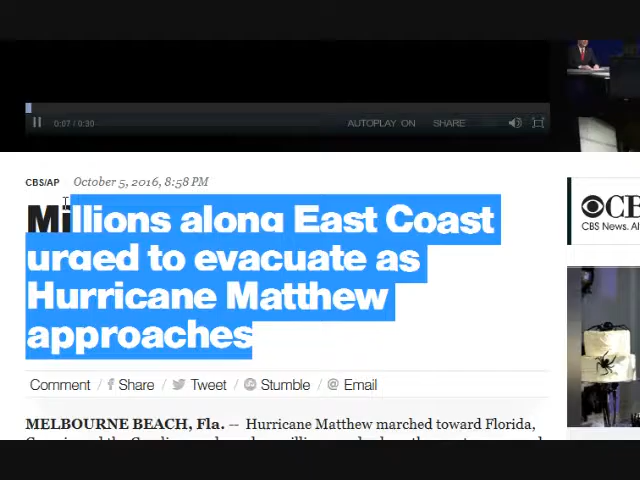 0:07 / 0:30
AUTOPLAY ON SHARE
CBS/AP October 5, 2016, 8:58 PM
Millions along East Coast
urged to evacuate as
Hurricane Matthew
approaches
CBS News. Al
Comment / Share / Tweet / Stumble / @ Email
MELBOURNE BEACH, Fla. -- Hurricane Matthew marched toward Florida,